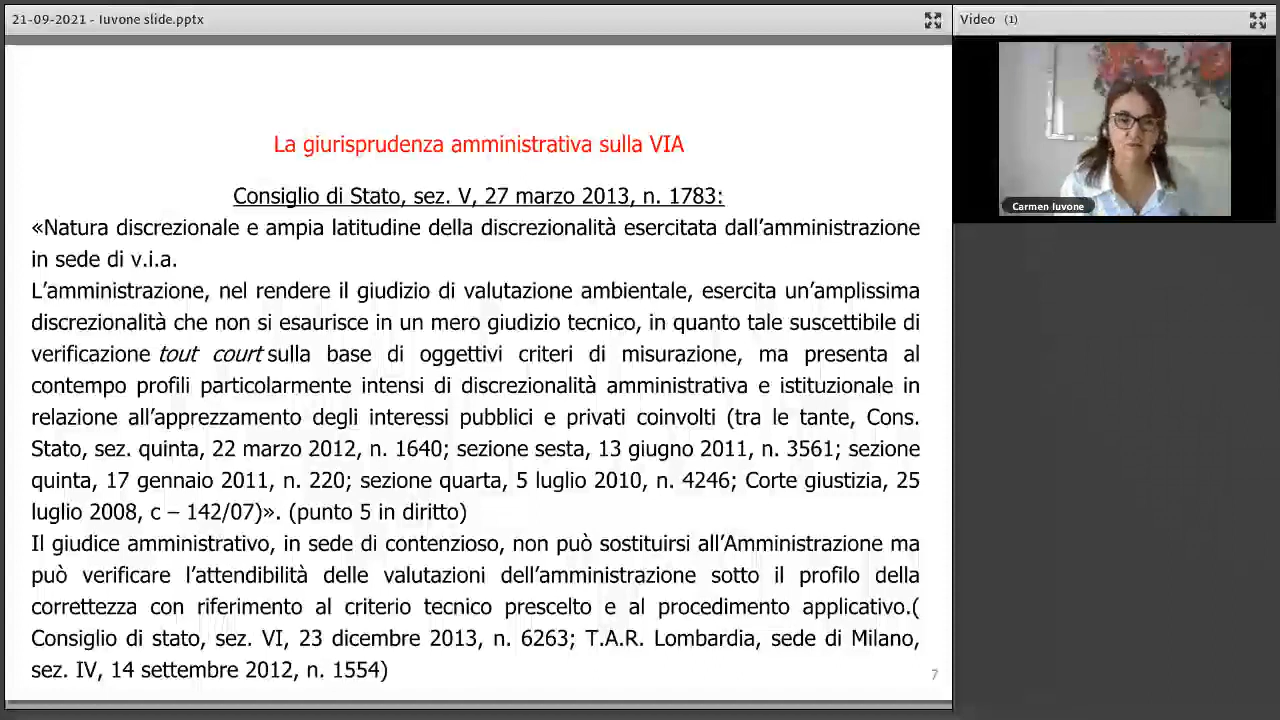 21-09-2021 - Iuvone slide.pptx
Video (1)
Carmen Iuvone
La giurisprudenza amministrativa sulla VIA
Consiglio di Stato, sez. V, 27 marzo 2013, n. 1783:
«Natura discrezionale e ampia latitudine della discrezionalità esercitata dall’amministrazione
in sede di v.i.a.
L’amministrazione, nel rendere il giudizio di valutazione ambientale, esercita un’amplissima
discrezionalità che non si esaurisce in un mero giudizio tecnico, in quanto tale suscettibile di
verificazione tout court sulla base di oggettivi criteri di misurazione, ma presenta al
contempo profili particolarmente intensi di discrezionalità amministrativa e istituzionale in
relazione all’apprezzamento degli interessi pubblici e privati coinvolti (tra le tante, Cons.
Stato, sez. quinta, 22 marzo 2012, n. 1640; sezione sesta, 13 giugno 2011, n. 3561; sezione
quinta, 17 gennaio 2011, n. 220; sezione quarta, 5 luglio 2010, n. 4246; Corte giustizia, 25
luglio 2008, c – 142/07)». (punto 5 in diritto)
Il giudice amministrativo, in sede di contenzioso, non può sostituirsi all’Amministrazione ma
può verificare l’attendibilità delle valutazioni dell’amministrazione sotto il profilo della
correttezza con riferimento al criterio tecnico prescelto e al procedimento applicativo.(
Consiglio di stato, sez. VI, 23 dicembre 2013, n. 6263; T.A.R. Lombardia, sede di Milano,
sez. IV, 14 settembre 2012, n. 1554)
7